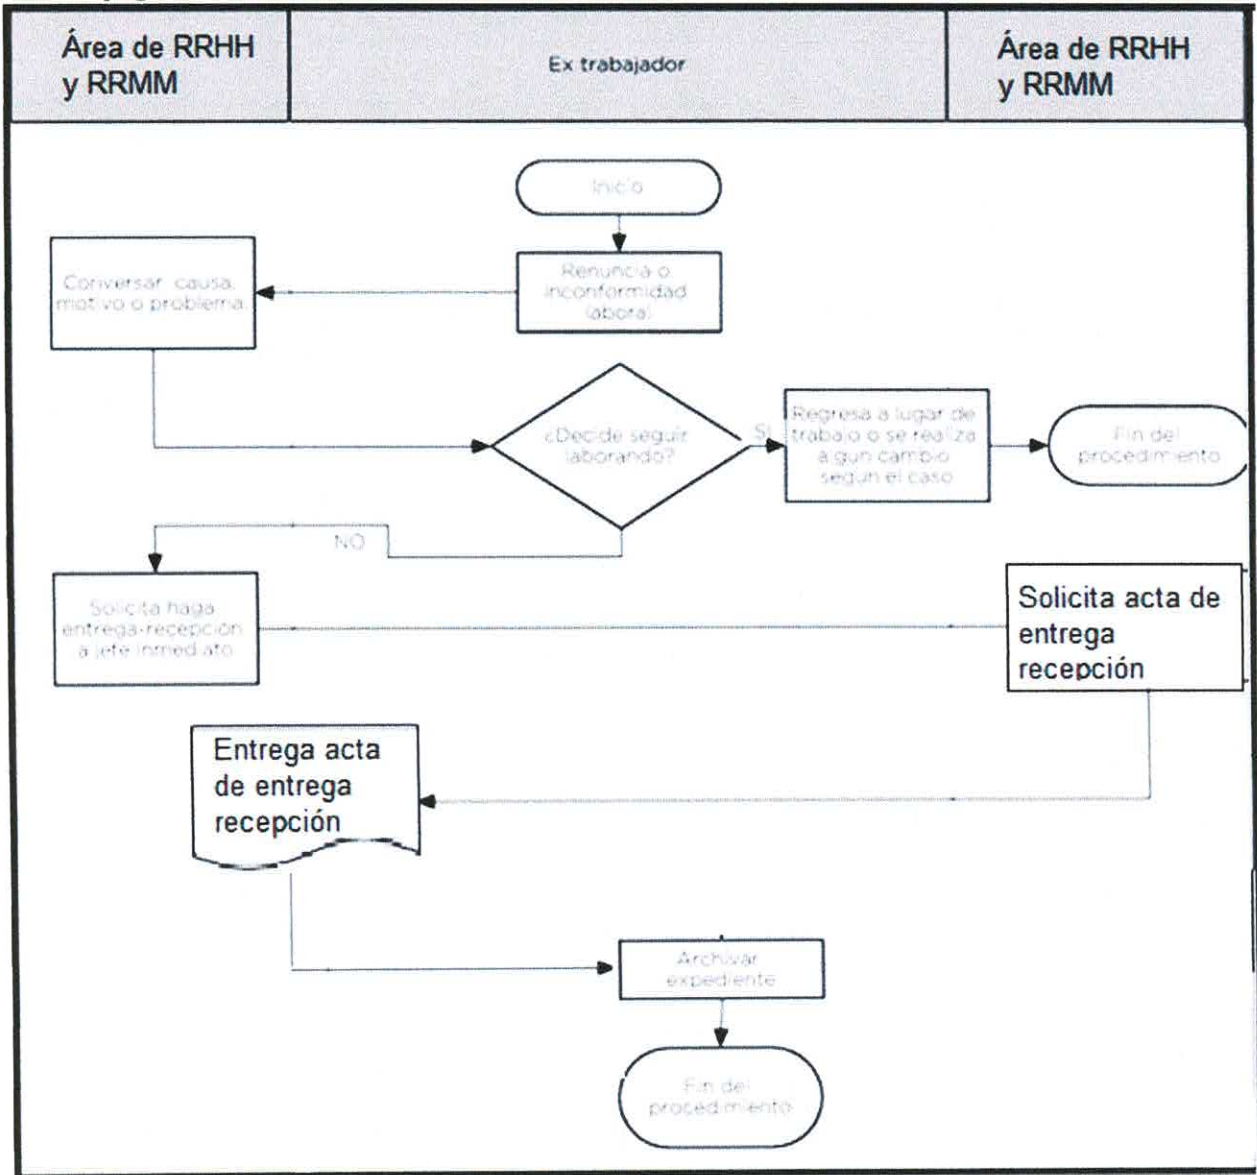 Área de RRHH
y RRMM
Ex trabajador
Área de RRHH
y RRMM
Inicio
Renuncia o
inconformidad
laboral
Conversar causa,
motivo o problema
¿Decide seguir
laborando?
SI
Regresa a lugar de
trabajo o se realiza
algun cambio
según el caso
Fin del
procedimiento
NO
Solicita haga
entrega-recepción
a jefe inmediato
Solicita acta de
entrega
recepción
Entrega acta
de entrega
recepción
Archivar
expediente
Fin del
procedimiento